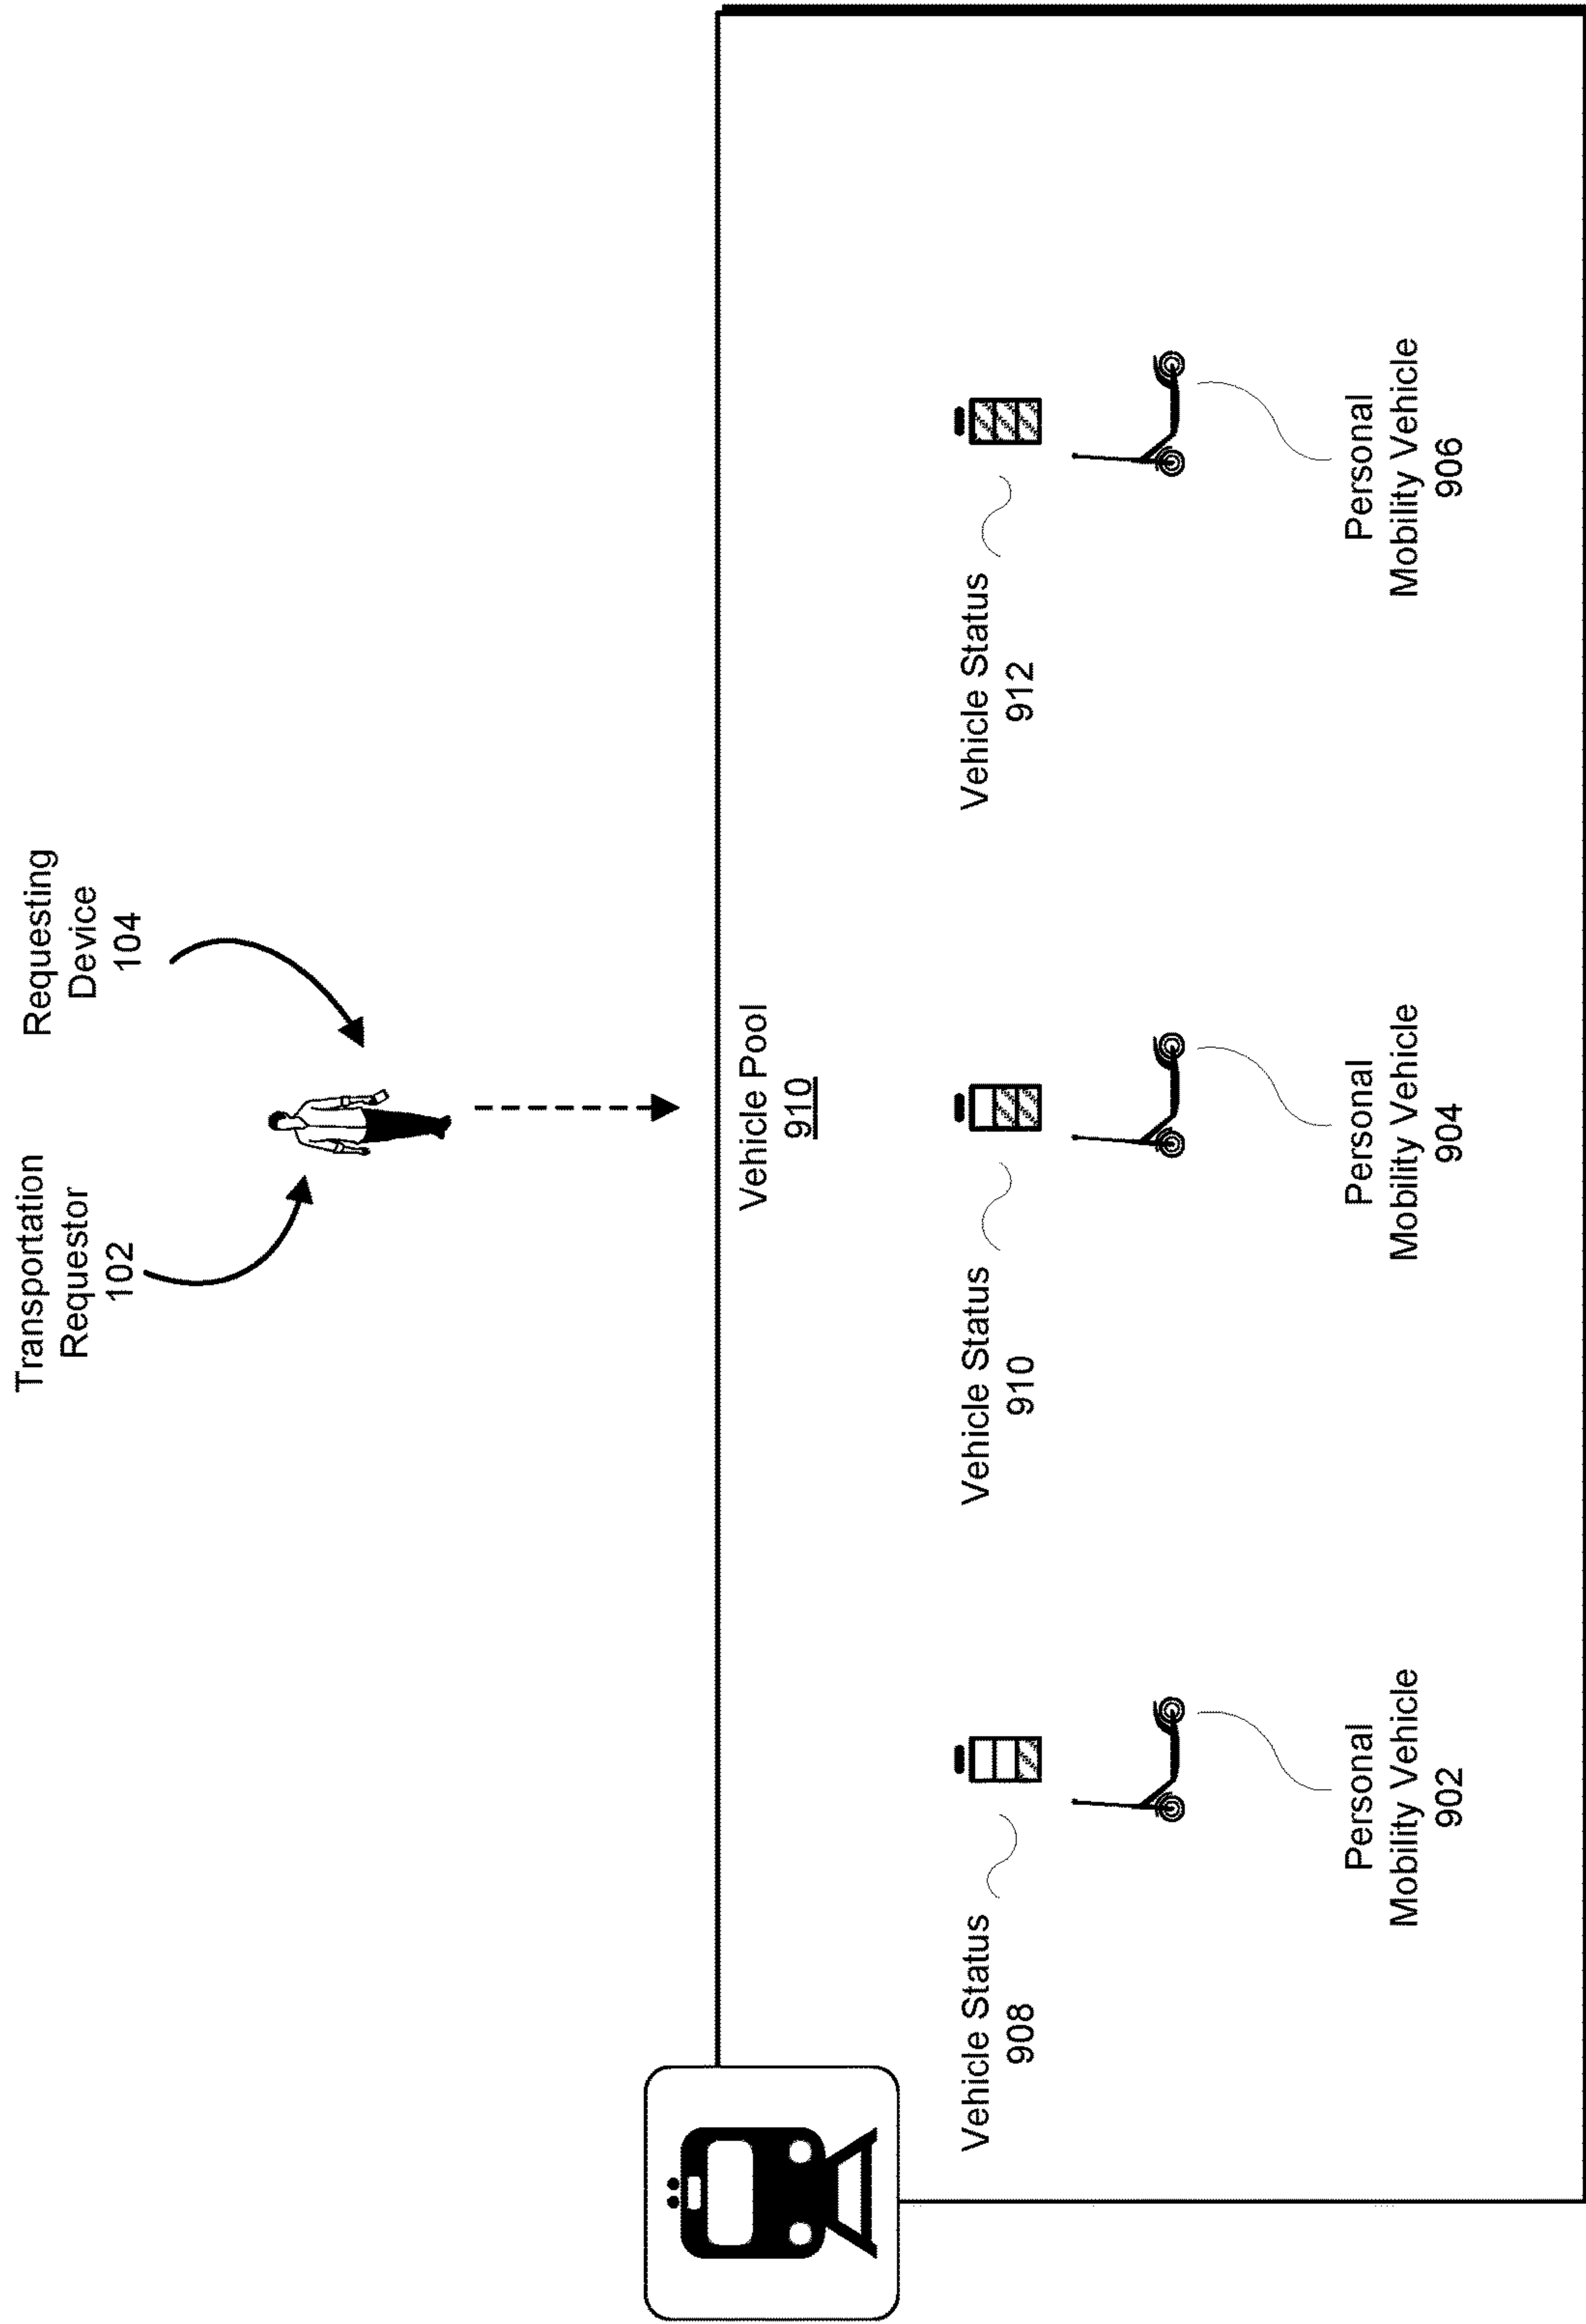 Transportation
Requestor
102
Requesting
Device
104
Vehicle Pool
910
Vehicle Status
908
Vehicle Status
910
Vehicle Status
912
Personal
Mobility Vehicle
902
Personal
Mobility Vehicle
904
Personal
Mobility Vehicle
906